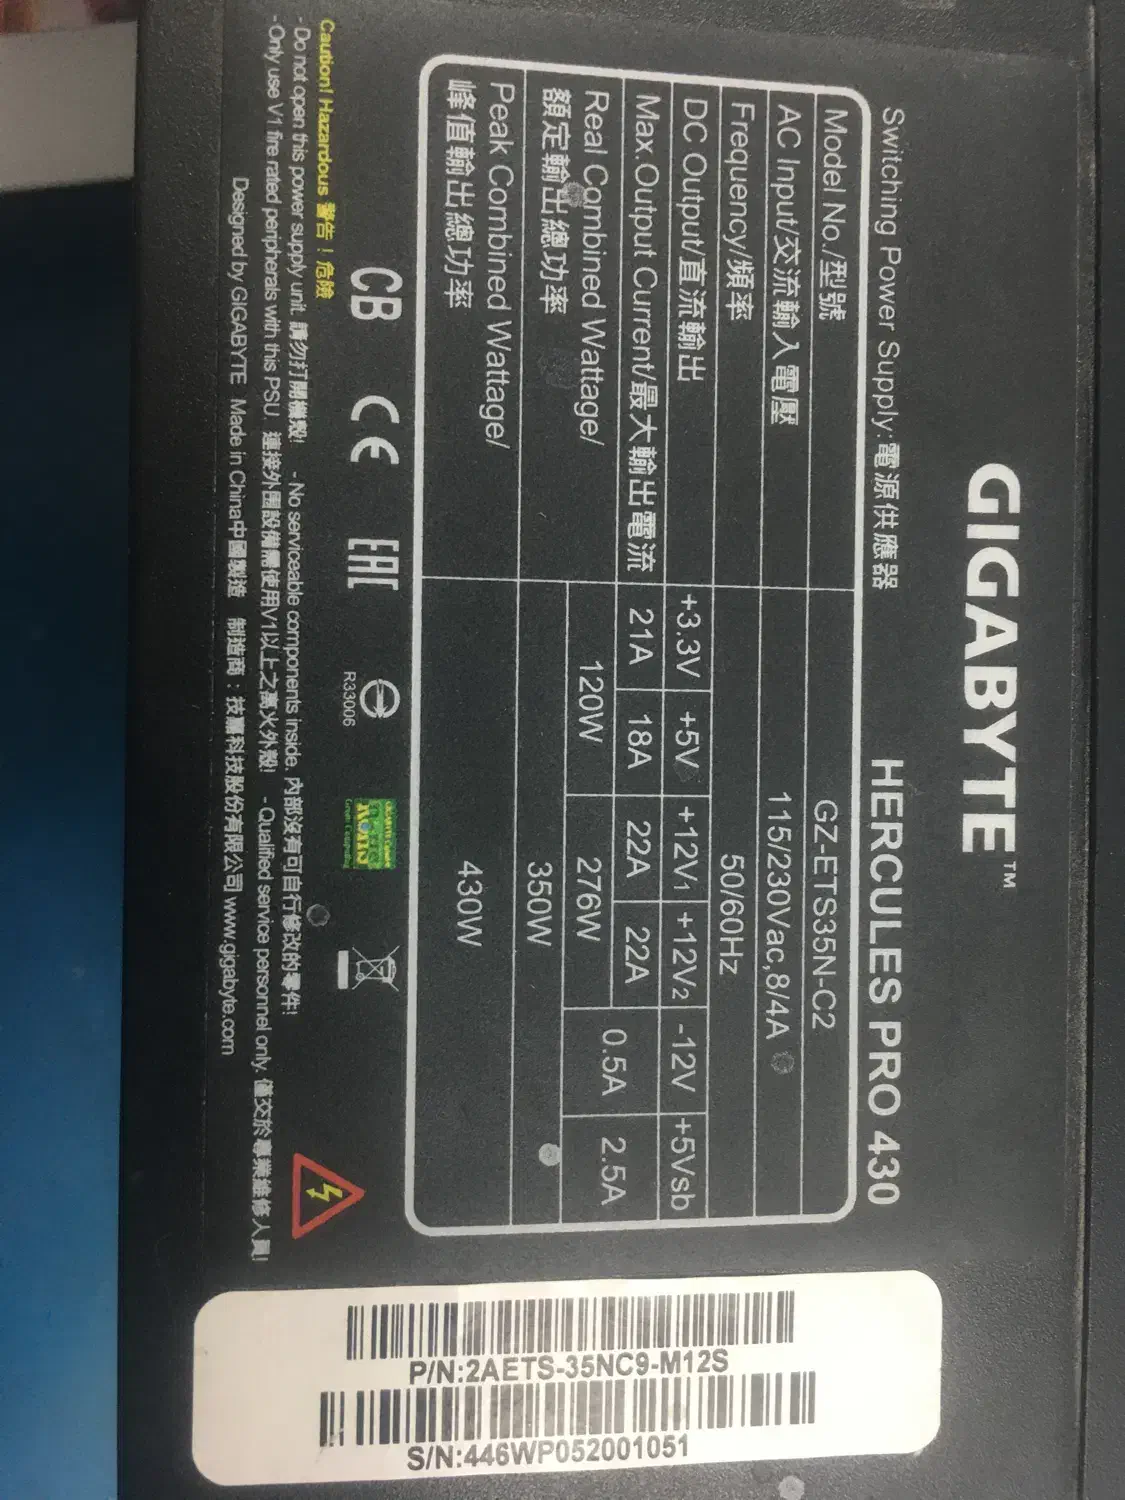 GIGABYTE™
Switching Power Supply:電源供應器 HERCULES PRO 430
Model No./型號 GZ-ETS35N-C2
AC Input/交流輸入電壓 115/230Vac,8/4A
Frequency/頻率 50/60Hz
DC Output/直流輸出 +3.3V +5V +12V1 +12V2 -12V +5Vsb
Max.Output Current/最大輸出電流 21A 18A 22A 22A 0.5A 2.5A
Real Combined Wattage/ 120W 276W
額定輸出總功率 350W
Peak Combined Wattage/
峰值輸出總功率 430W
CB CE EAC
R33006
RoHS
Caution! Hazardous 警告！危險
- Do not open this power supply unit. 請勿打開機殼! - No serviceable components inside. 內部沒有可自行修改的零件!
- Only use V1 fire rated peripherals with this PSU. 連接外圍設備需使用V1以上之萬火外殼! - Qualified service personnel only. 僅交於專業維修人員!
Designed by GIGABYTE Made in China中國製造 製造商：技嘉科技股份有限公司 www.gigabyte.com
P/N:2AETS-35NC9-M12S
S/N:446WP052001051